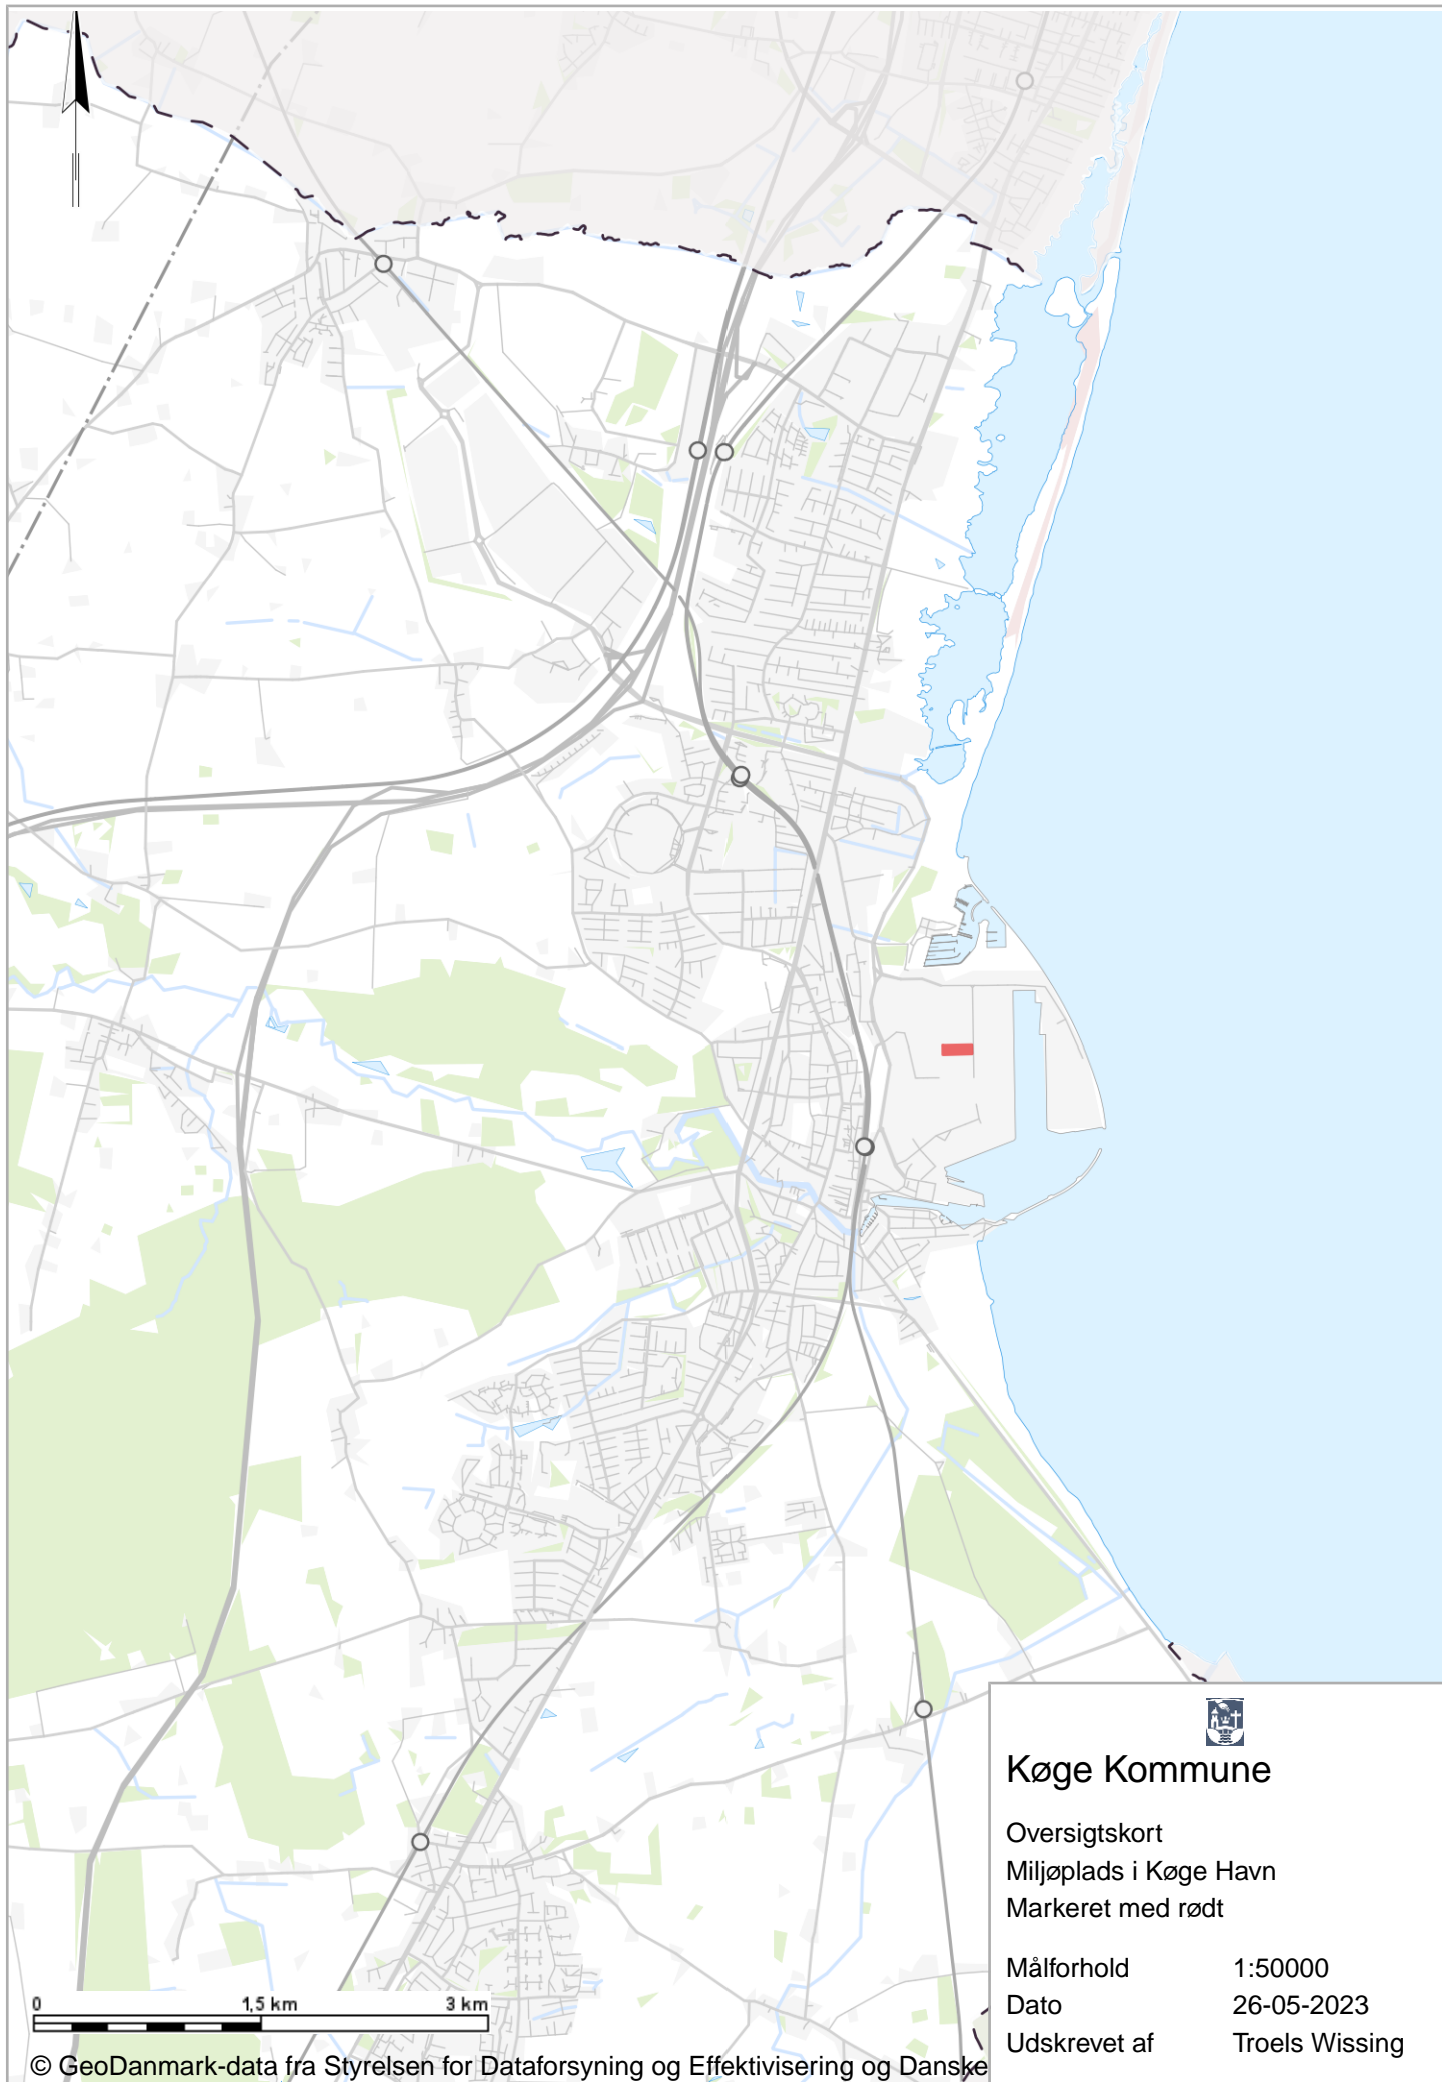 Køge Kommune
Oversigtskort
Miljøplads i Køge Havn
Markeret med rødt
Målforhold 1:50000
Dato 26-05-2023
Udskrevet af Troels Wissing
0 1,5 km 3 km
© GeoDanmark-data fra Styrelsen for Dataforsyning og Effektivisering og Danske